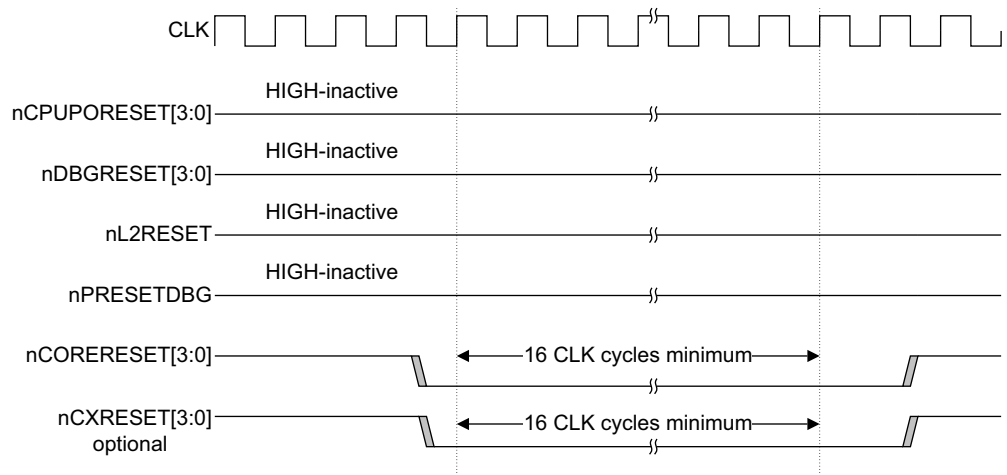 CLK
HIGH-inactive
nCPUPORESET[3:0]
HIGH-inactive
nDBGRESET[3:0]
HIGH-inactive
nL2RESET
HIGH-inactive
nPRESETDBG
nCORERESET[3:0]
16 CLK cycles minimum
nCXRESET[3:0]
optional
16 CLK cycles minimum